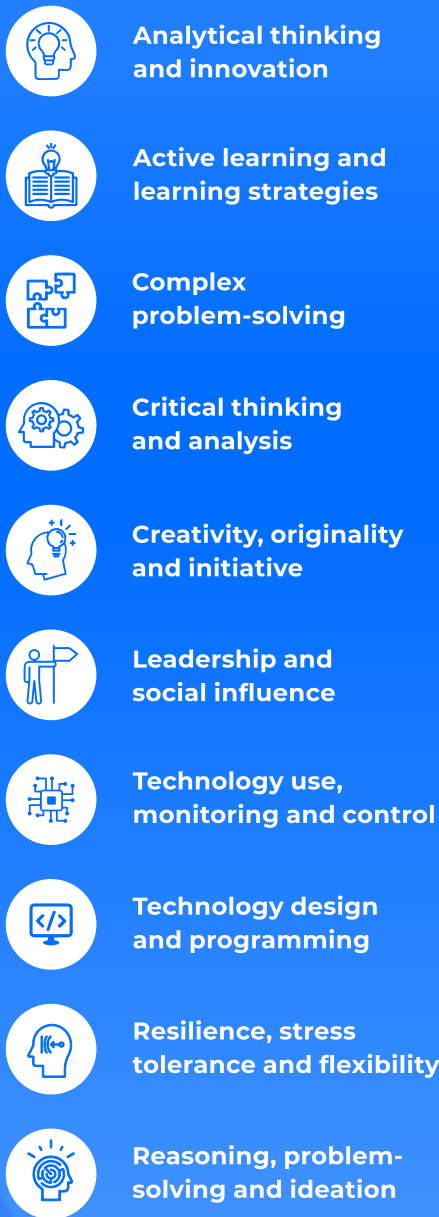 Analytical thinking
and innovation
Active learning and
learning strategies
Complex
problem-solving
Critical thinking
and analysis
Creativity, originality
and initiative
Leadership and
social influence
Technology use,
monitoring and control
Technology design
and programming
Resilience, stress
tolerance and flexibility
Reasoning, problem-
solving and ideation